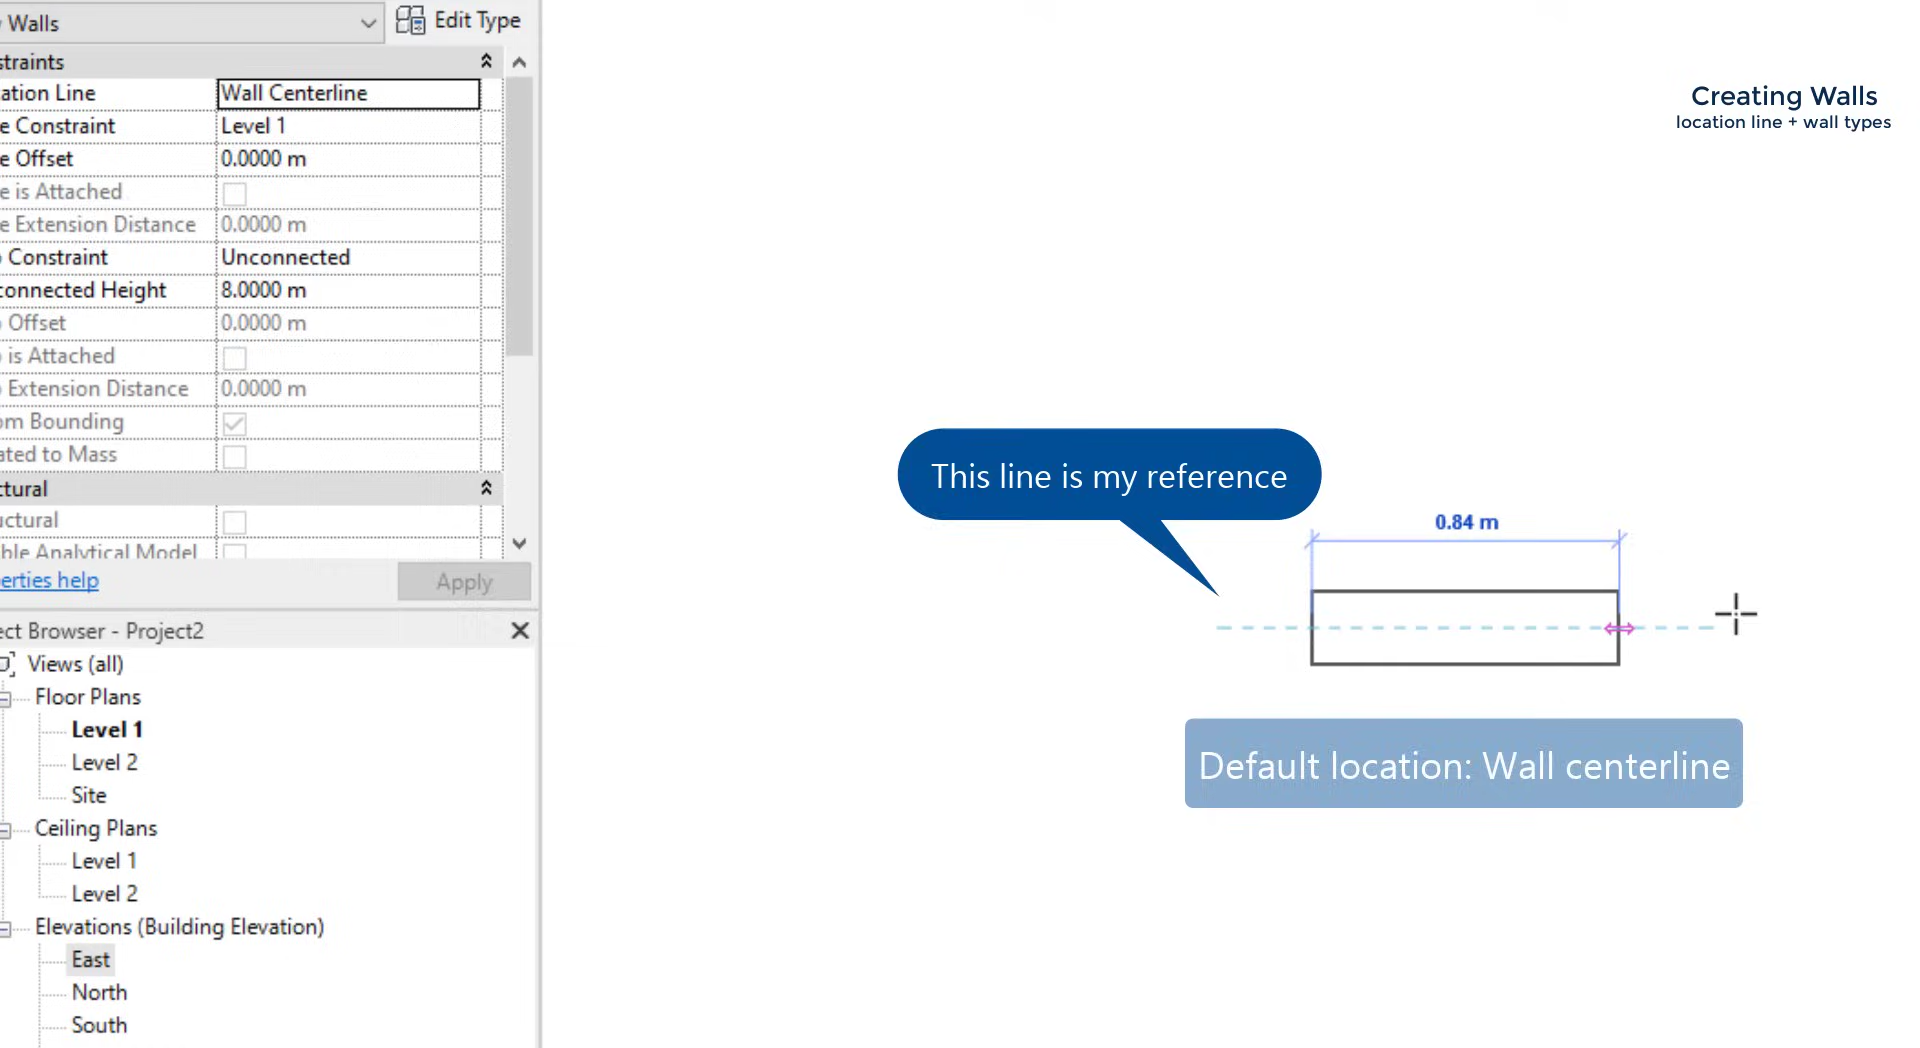 Walls
Edit Type
straints
ation Line Wall Centerline
e Constraint Level 1
e Offset 0.0000 m
e is Attached
e Extension Distance 0.0000 m
Constraint Unconnected
connected Height 8.0000 m
Offset 0.0000 m
is Attached
Extension Distance 0.0000 m
om Bounding
ated to Mass
ctural
uctural
ble Analytical Model
erties help
Apply
ect Browser - Project2
Views (all)
Floor Plans
Level 1
Level 2
Site
Ceiling Plans
Level 1
Level 2
Elevations (Building Elevation)
East
North
South
Creating Walls
location line + wall types
This line is my reference
0.84 m
Default location: Wall centerline